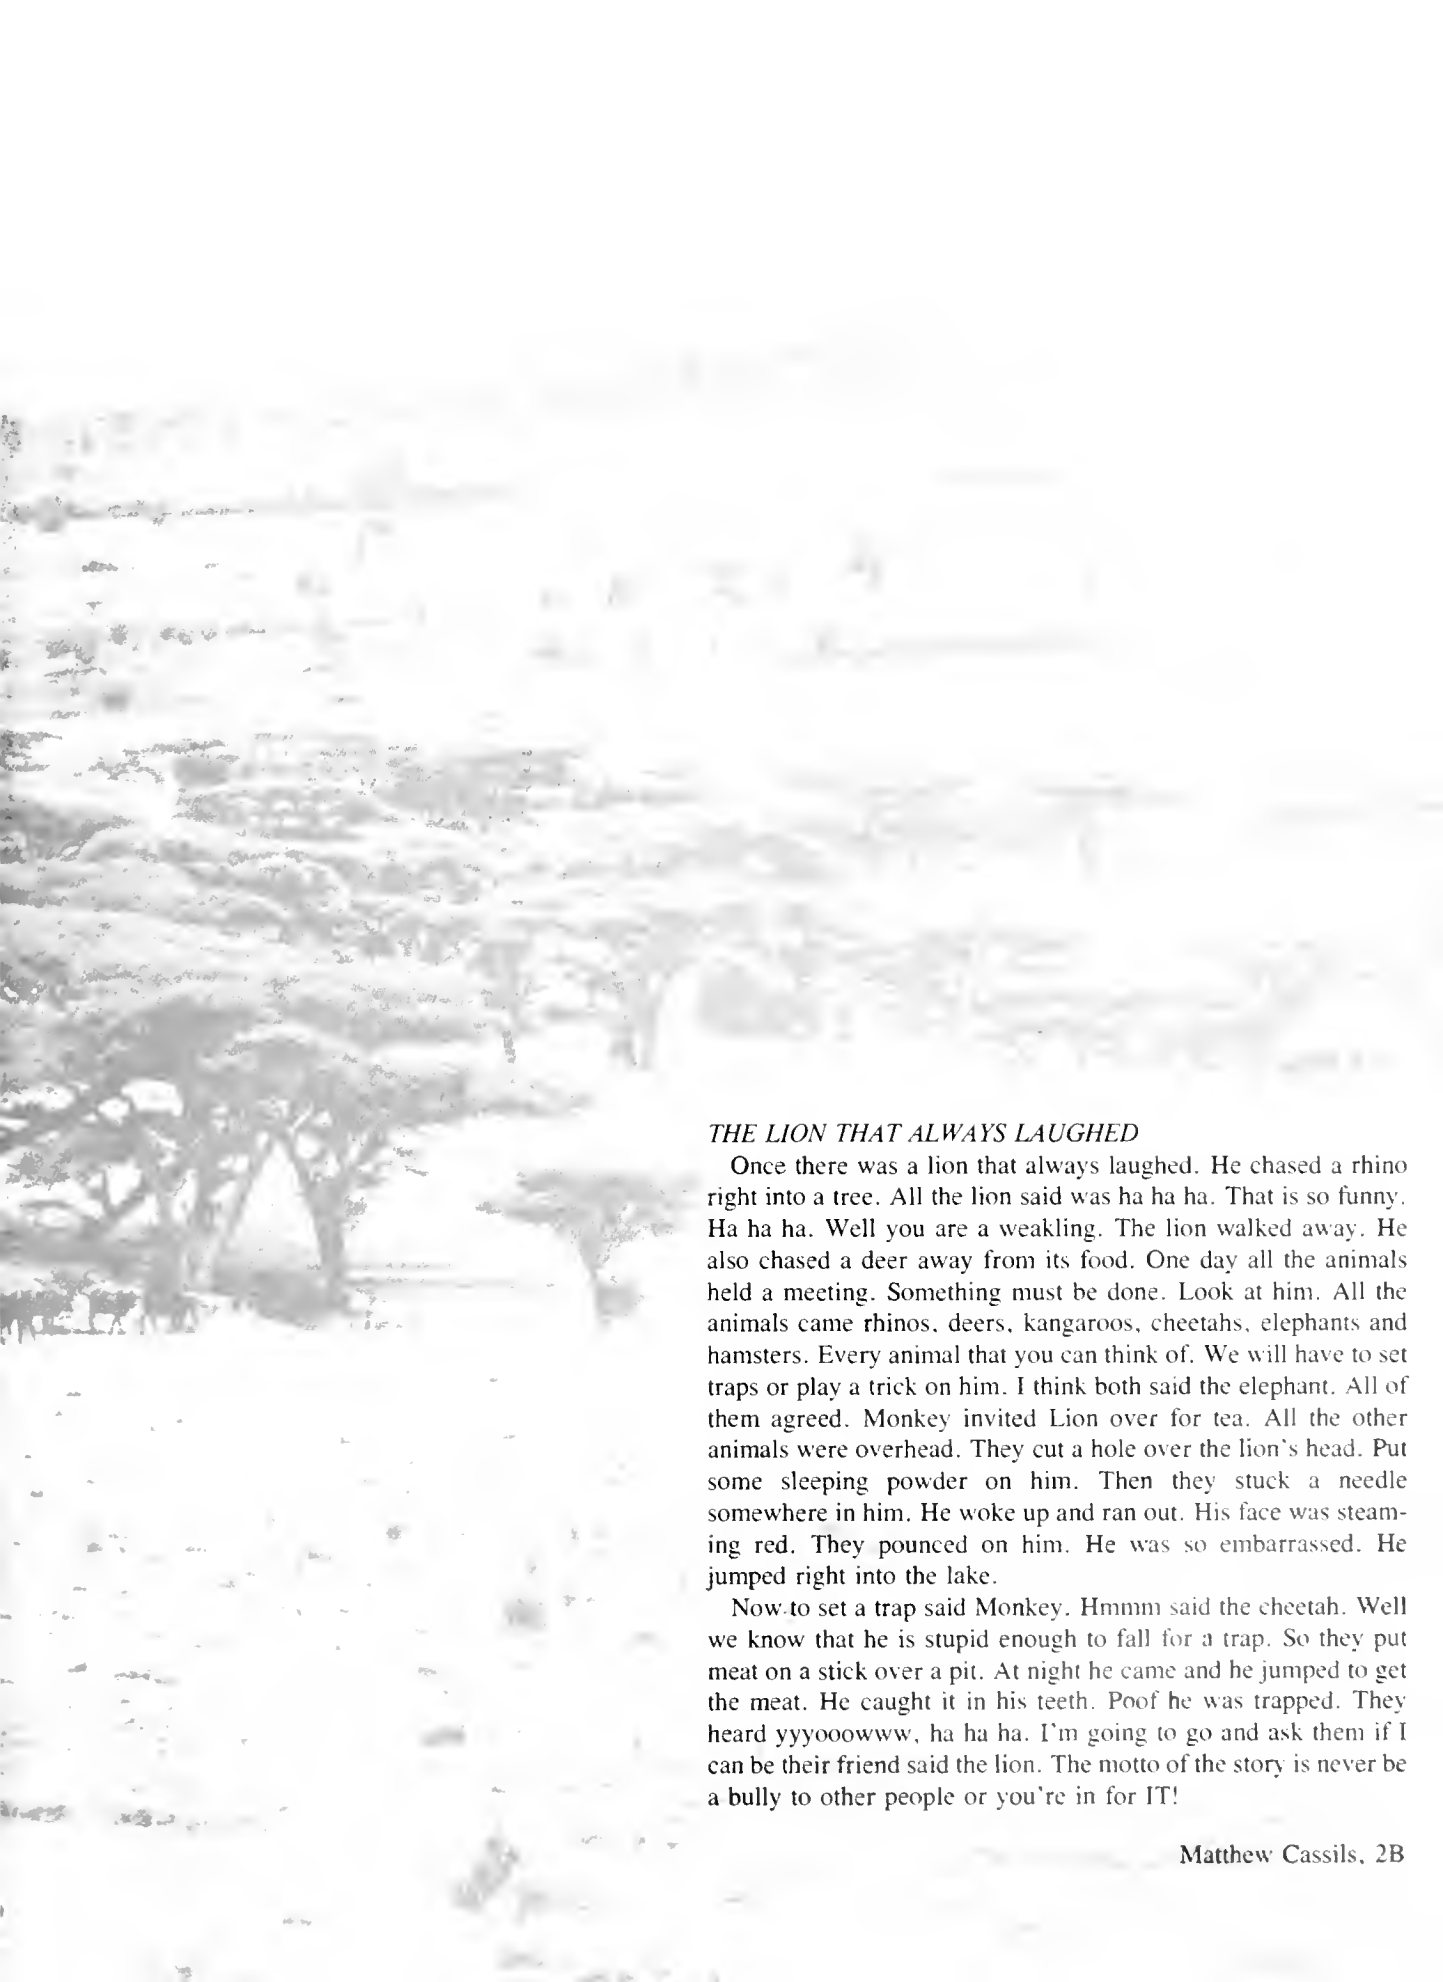 THE LION THAT ALWAYS LAUGHED
Once there was a lion that always laughed. He chased a rhino
right into a tree. All the lion said was ha ha ha. That is so funny.
Ha ha ha. Well you are a weakling. The lion walked away. He
also chased a deer away from its food. One day all the animals
held a meeting. Something must be done. Look at him. All the
animals came rhinos, deers, kangaroos, cheetahs, elephants and
hamsters. Every animal that you can think of. We will have to set
traps or play a trick on him. I think both said the elephant. All of
them agreed. Monkey invited Lion over for tea. All the other
animals were overhead. They cut a hole over the lion's head. Put
some sleeping powder on him. Then they stuck a needle
somewhere in him. He woke up and ran out. His face was steam-
ing red. They pounced on him. He was so embarrassed. He
jumped right into the lake.
Now to set a trap said Monkey. Hmmm said the cheetah. Well
we know that he is stupid enough to fall for a trap. So they put
meat on a stick over a pit. At night he came and he jumped to get
the meat. He caught it in his teeth. Poof he was trapped. They
heard yyyooowww, ha ha ha. I'm going to go and ask them if I
can be their friend said the lion. The motto of the story is never be
a bully to other people or you're in for IT!
Matthew Cassils, 2B